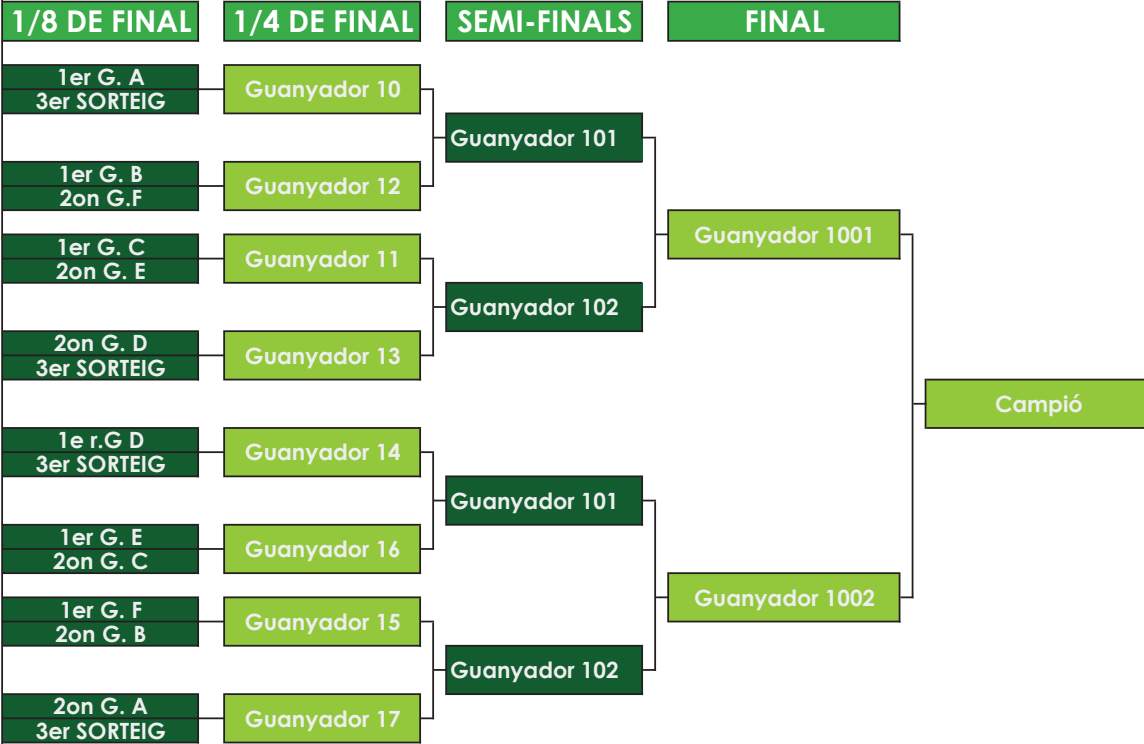 1/8 DE FINAL
1/4 DE FINAL
SEMI-FINALS
FINAL
1er G. A
3er SORTEIG
Guanyador 10
Guanyador 101
1er G. B
2on G.F
Guanyador 12
Guanyador 1001
1er G. C
2on G. E
Guanyador 11
Guanyador 102
2on G. D
3er SORTEIG
Guanyador 13
Campió
1e r.G D
3er SORTEIG
Guanyador 14
Guanyador 101
1er G. E
2on G. C
Guanyador 16
Guanyador 1002
1er G. F
2on G. B
Guanyador 15
Guanyador 102
2on G. A
3er SORTEIG
Guanyador 17